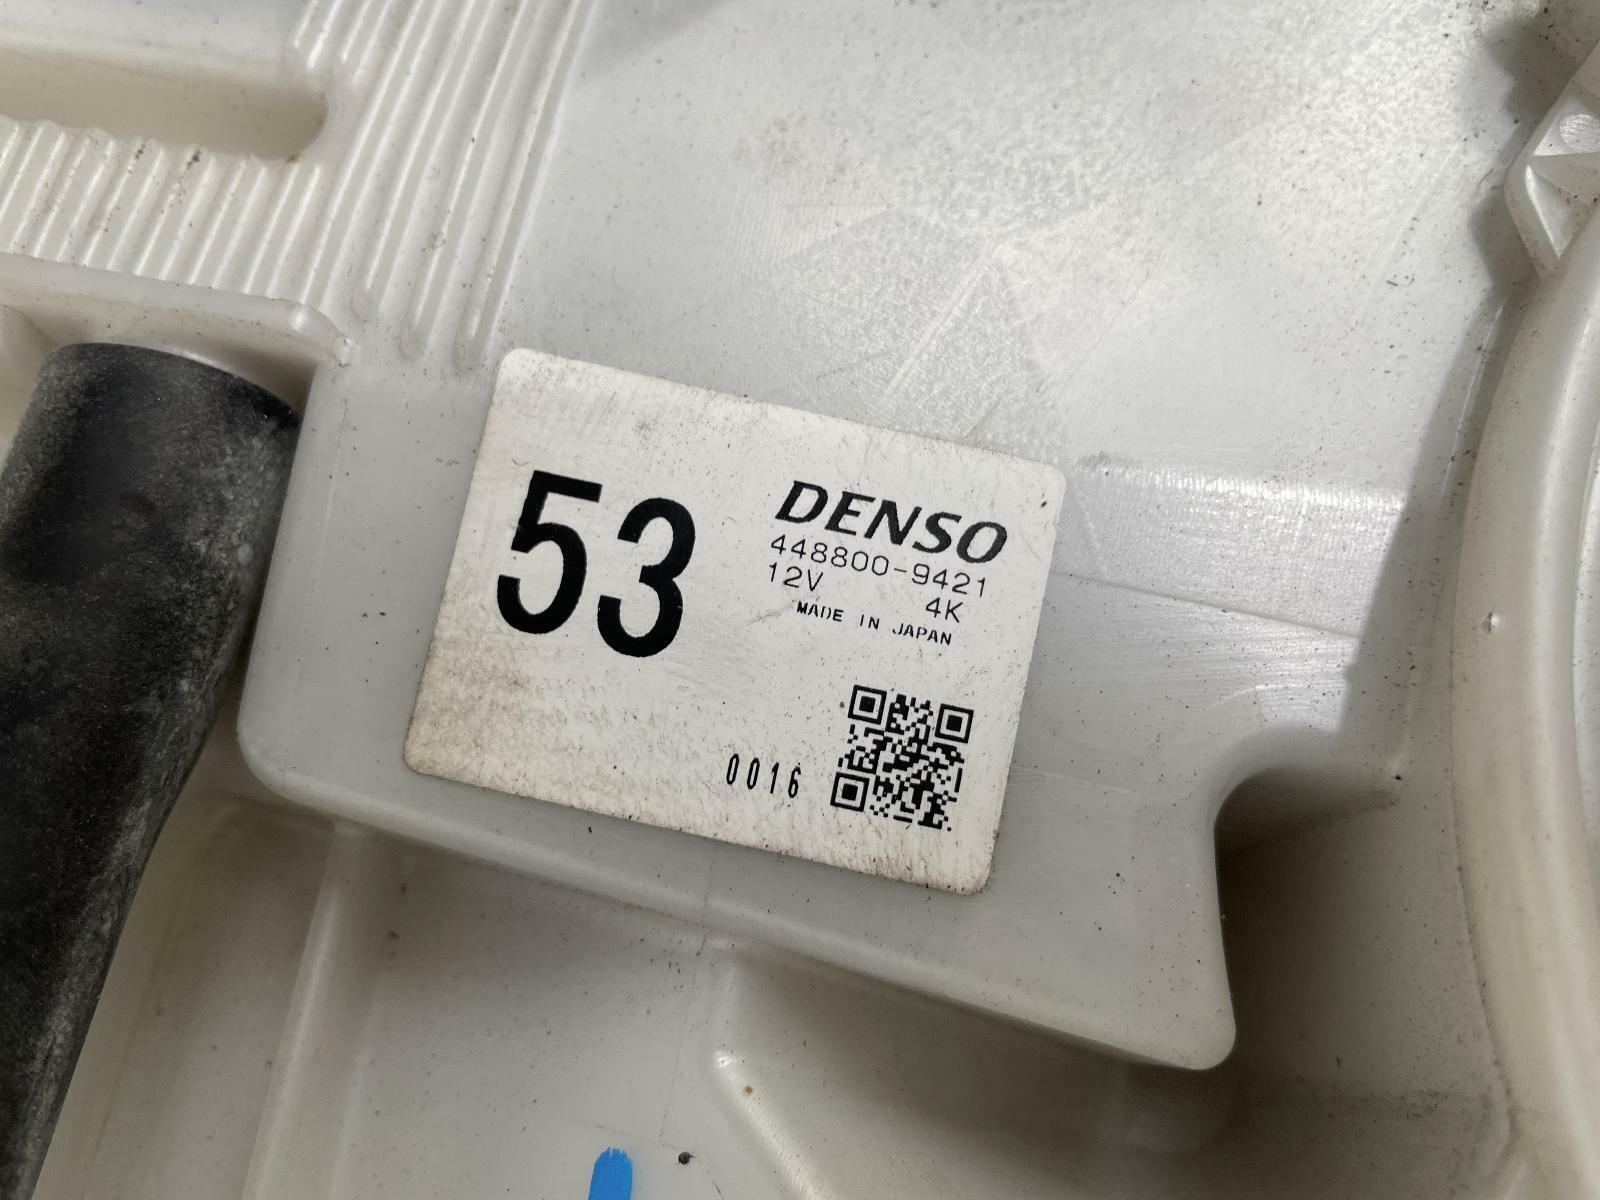 53
DENSO
448800-9421
12V 4K
MADE IN JAPAN
0016